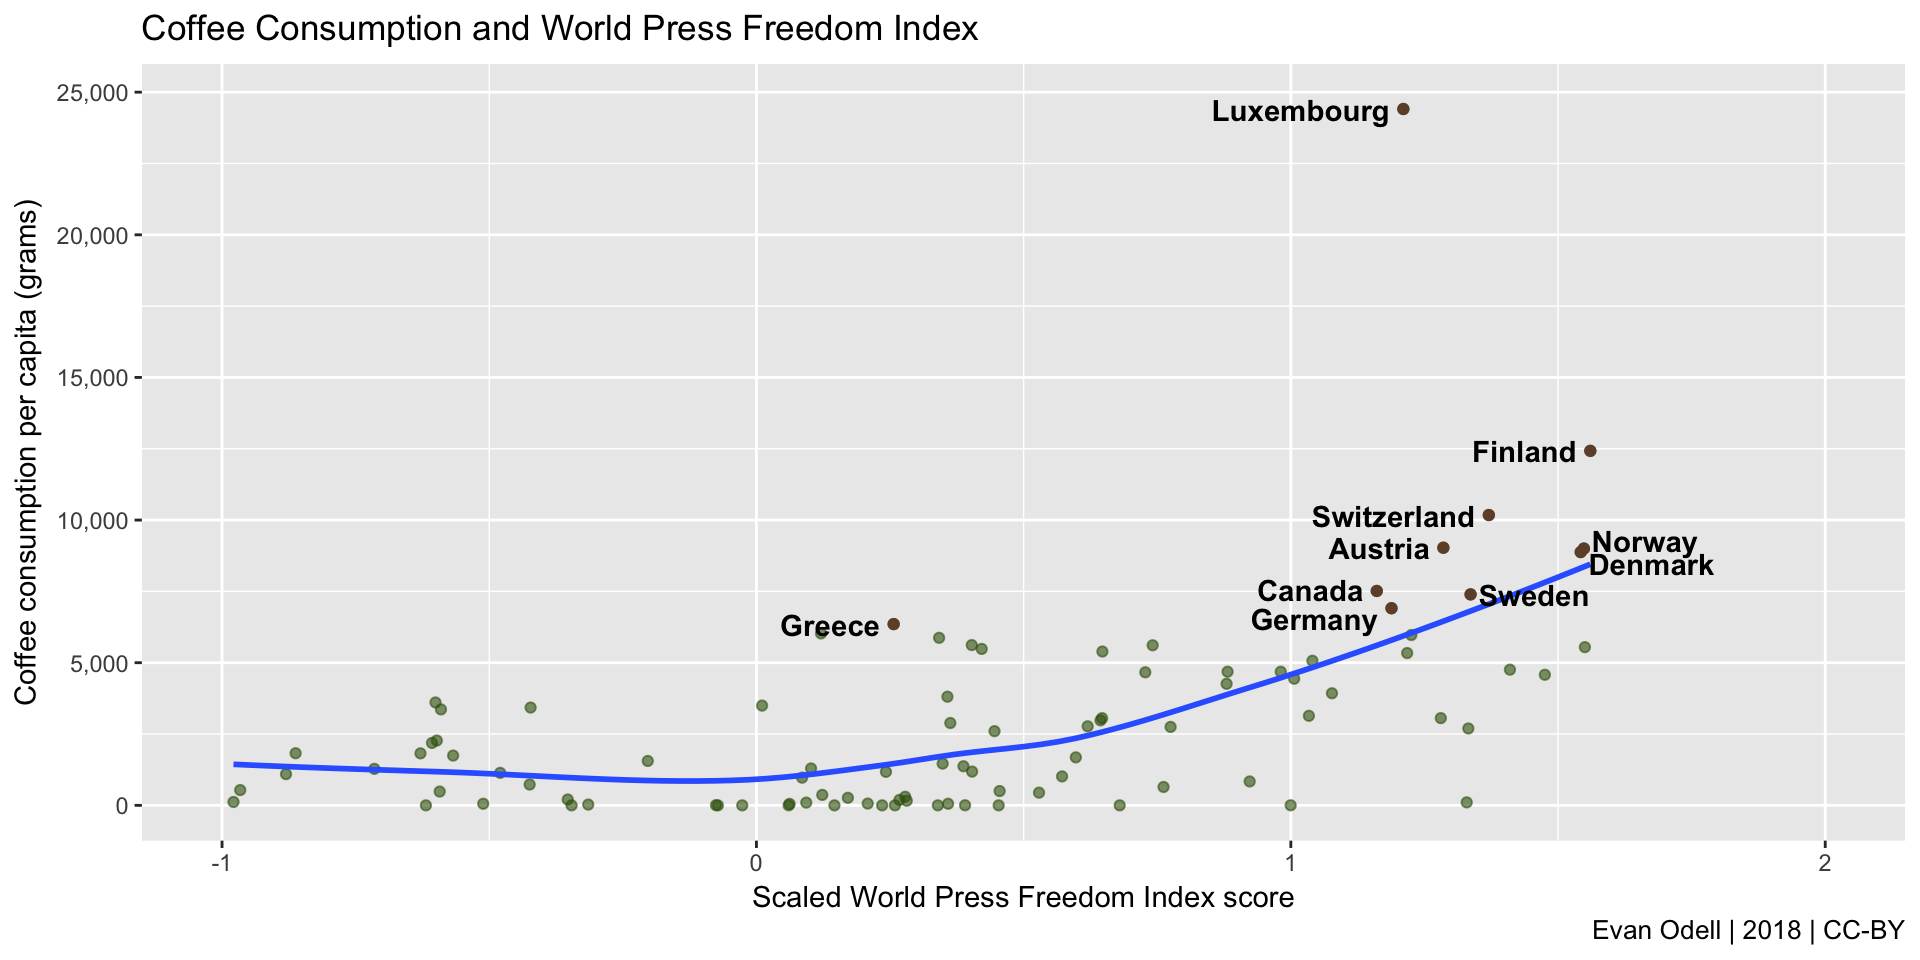 Coffee Consumption and World Press Freedom Index
Coffee consumption per capita (grams)
25,000
20,000
15,000
10,000
5,000
0
Luxembourg
Finland
Switzerland
Norway
Austria
Denmark
Canada
Sweden
Germany
Greece
-1 0 1 2
Scaled World Press Freedom Index score
Evan Odell | 2018 | CC-BY